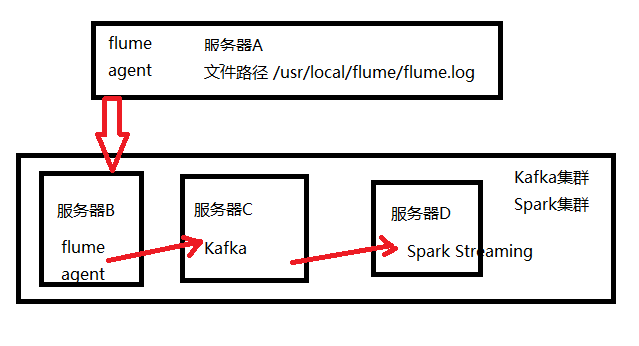 flume 服务器A
agent 文件路径 /usr/local/flume/flume.log
Kafka集群
Spark集群
服务器B
flume
agent
服务器C
Kafka
服务器D
Spark Streaming